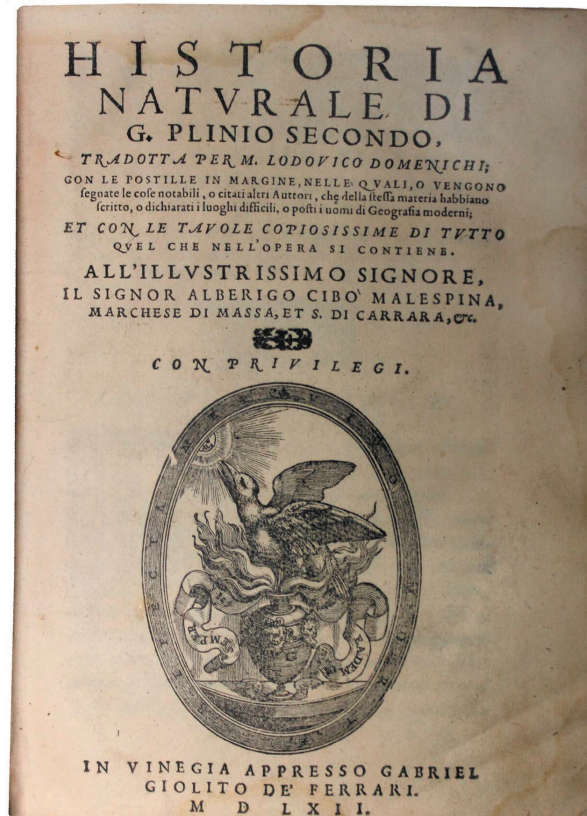 HISTORIA
NATVRALE DI
G. PLINIO SECONDO,
TRADOTTA PER M. LODOVICO DOMENICHI;
CON LE POSTILLE IN MARGINE, NELLE QVALI, O VENGONO
ſegnate le coſe notabili, o citati altri Auttori, che della ſteſſa materia habbiano
ſcritto, o dichiarati i luoghi difficili, o poſti i nomi di Geografia moderni;
ET CON LE TAVOLE COPIOSISSIME DI TVTTO
QVEL CHE NELL'OPERA SI CONTIENE.
ALL'ILLVSTRISSIMO SIGNORE,
IL SIGNOR ALBERIGO CIBO' MALESPINA,
MARCHESE DI MASSA, ET S. DI CARRARA, &c.
CON PRIVILEGI.
SEMPER
EADEM
IN VINEGIA APPRESSO GABRIEL
GIOLITO DE' FERRARI.
M D LXII.